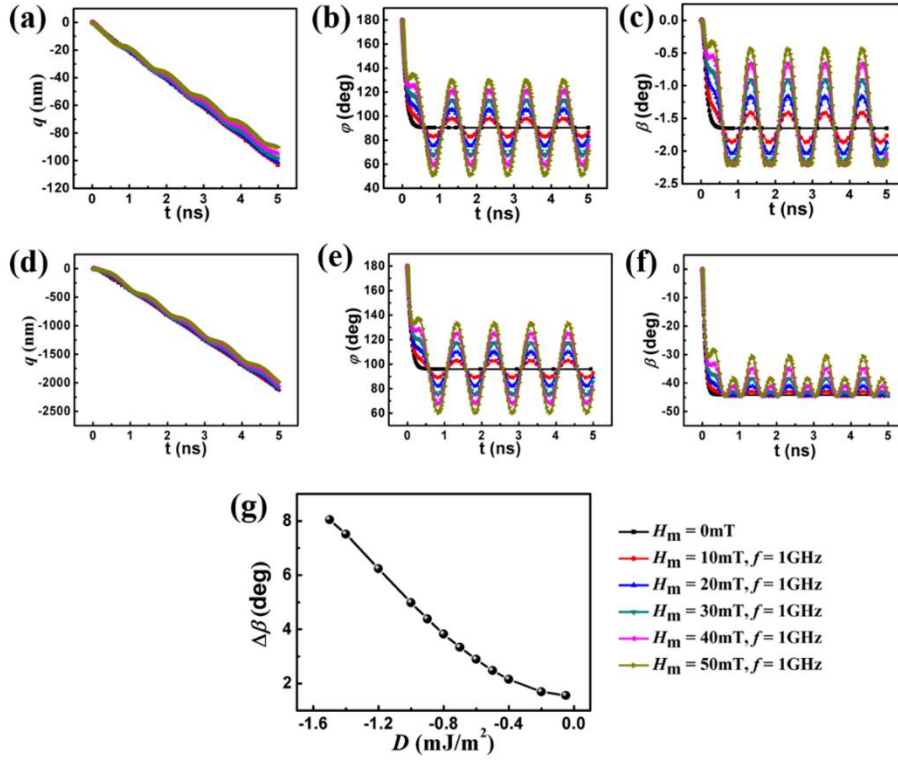 (a)
0
-20
-40
-60
-80
-100
-120
q (nm)
0 1 2 3 4 5
t (ns)
(b)
180
160
140
120
100
80
60
40
φ (deg)
0 1 2 3 4 5
t (ns)
(c)
0.0
-0.5
-1.0
-1.5
-2.0
-2.5
β (deg)
0 1 2 3 4 5
t (ns)
(d)
0
-500
-1000
-1500
-2000
-2500
q (nm)
0 1 2 3 4 5
t (ns)
(e)
180
160
140
120
100
80
60
φ (deg)
0 1 2 3 4 5
t (ns)
(f)
0
-10
-20
-30
-40
-50
β (deg)
0 1 2 3 4 5
t (ns)
(g)
8
6
4
2
Δβ (deg)
-1.6 -1.2 -0.8 -0.4 0.0
D (mJ/m²)
Hm = 0mT
Hm = 10mT, f = 1GHz
Hm = 20mT, f = 1GHz
Hm = 30mT, f = 1GHz
Hm = 40mT, f = 1GHz
Hm = 50mT, f = 1GHz